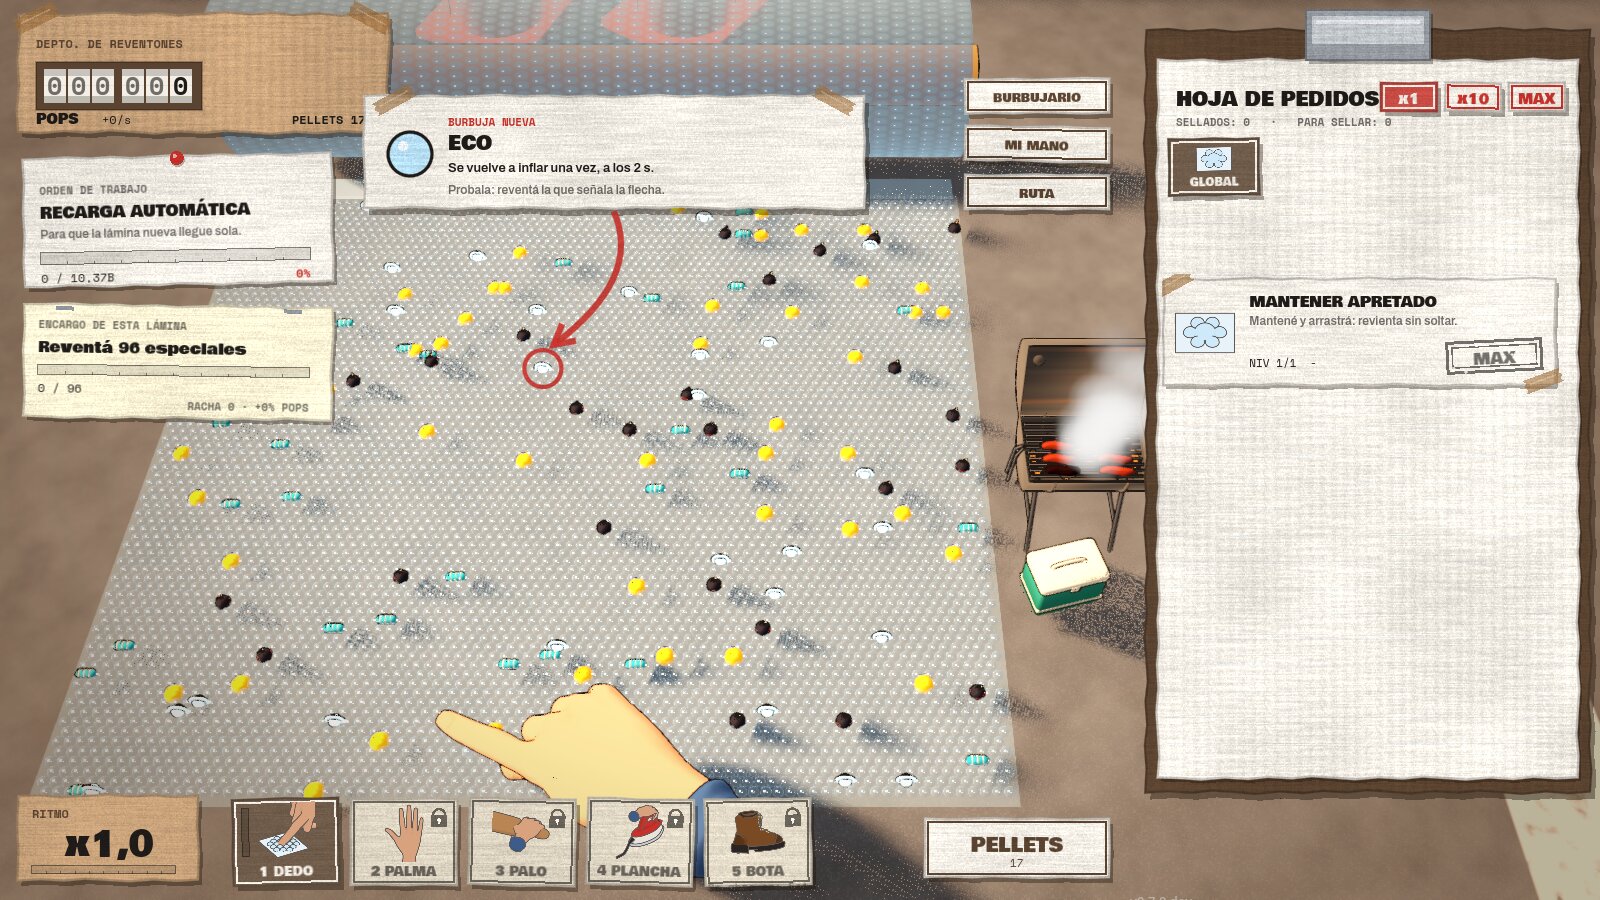 DEPTO. DE REVENTONES
000 000
POPS +0/s PELLETS 17
ORDEN DE TRABAJO
RECARGA AUTOMÁTICA
Para que la lámina nueva llegue sola.
0 / 10.37B 0%
ENCARGO DE ESTA LÁMINA
Reventá 96 especiales
0 / 96
RACHA 0 · +0% POPS
BURBUJA NUEVA
ECO
Se vuelve a inflar una vez, a los 2 s.
Probala: reventá la que señala la flecha.
BURBUJARIO
MI MANO
RUTA
HOJA DE PEDIDOS x1 x10 MAX
SELLADOS: 0 · PARA SELLAR: 0
GLOBAL
MANTENER APRETADO
Mantené y arrastrá: revienta sin soltar.
NIV 1/1 -
MAX
RITMO
x1,0
1 DEDO
2 PALMA
3 PALO
4 PLANCHA
5 BOTA
PELLETS
17